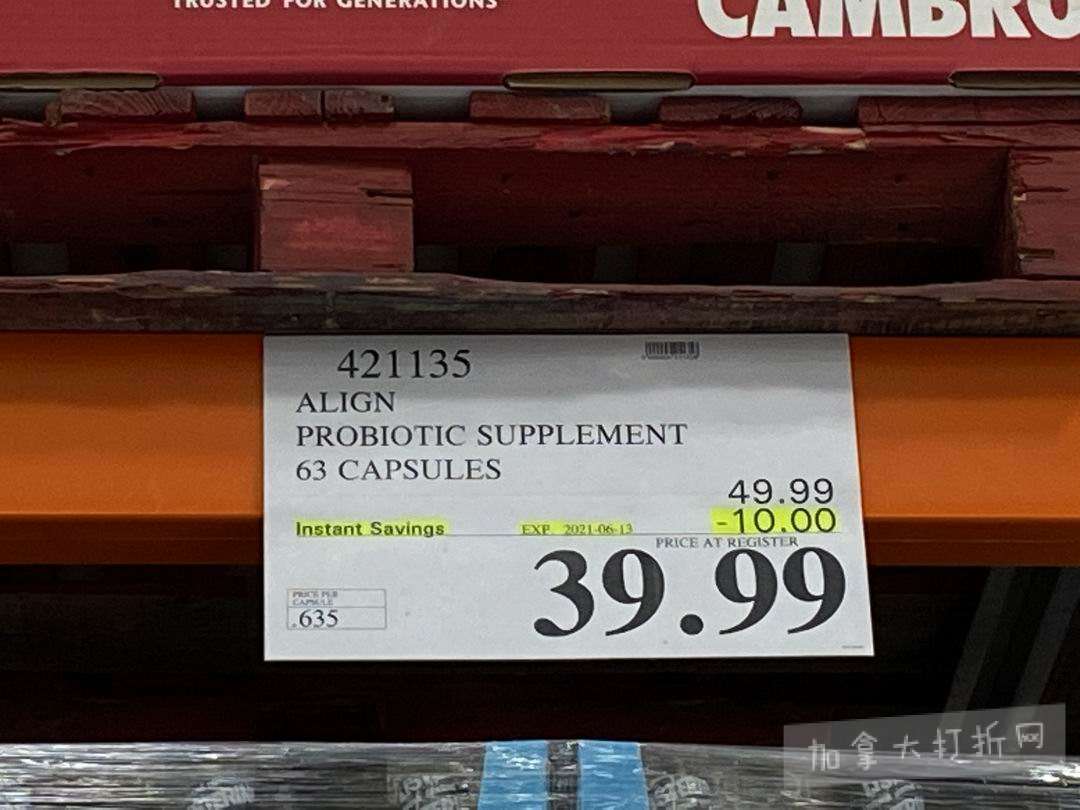 TRUSTED FOR GENERATIONS
CAMBRO
421135
ALIGN
PROBIOTIC SUPPLEMENT
63 CAPSULES
49.99
Instant Savings EXP. 2021-06-13 -10.00
PRICE AT REGISTER
39.99
PRICE PER
CAPSULE
.635
加拿大打折网